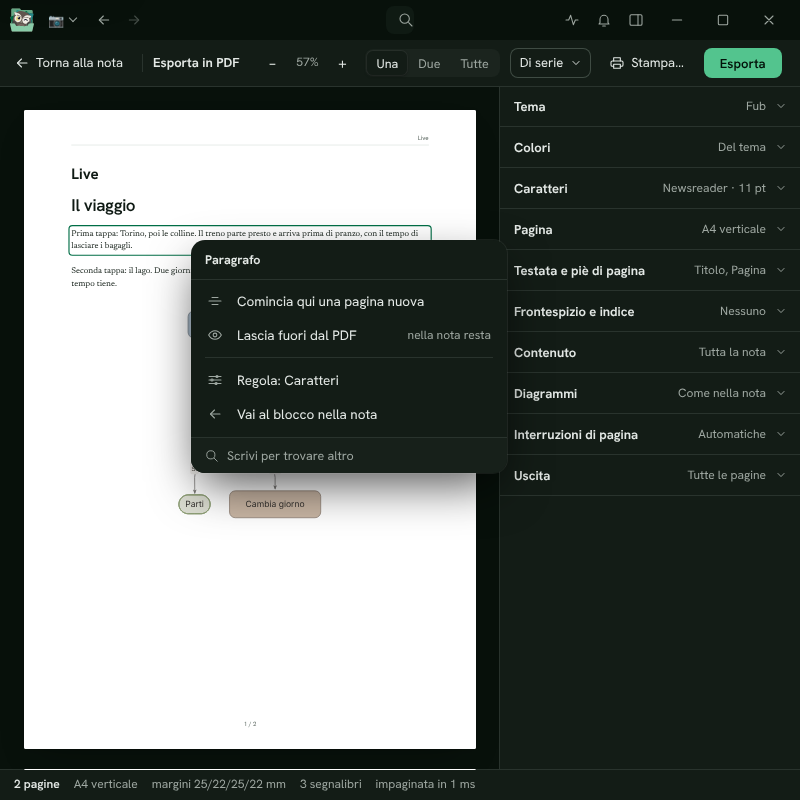 Torna alla nota
Esporta in PDF
− 57% +
Una Due Tutte
Di serie
Stampa...
Esporta
Live
Live
Il viaggio
Prima tappa: Torino, poi le colline. Il treno parte presto e arriva prima di pranzo, con il tempo di
lasciare i bagagli.
Seconda tappa: il lago. Due giorn
tempo tiene.
Paragrafo
Comincia qui una pagina nuova
Lascia fuori dal PDF nella nota resta
Regola: Caratteri
Vai al blocco nella nota
Scrivi per trovare altro
Parti
Cambia giorno
1 / 2
Tema Fub
Colori Del tema
Caratteri Newsreader · 11 pt
Pagina A4 verticale
Testata e piè di pagina Titolo, Pagina
Frontespizio e indice Nessuno
Contenuto Tutta la nota
Diagrammi Come nella nota
Interruzioni di pagina Automatiche
Uscita Tutte le pagine
2 pagine A4 verticale margini 25/22/25/22 mm 3 segnalibri impaginata in 1 ms